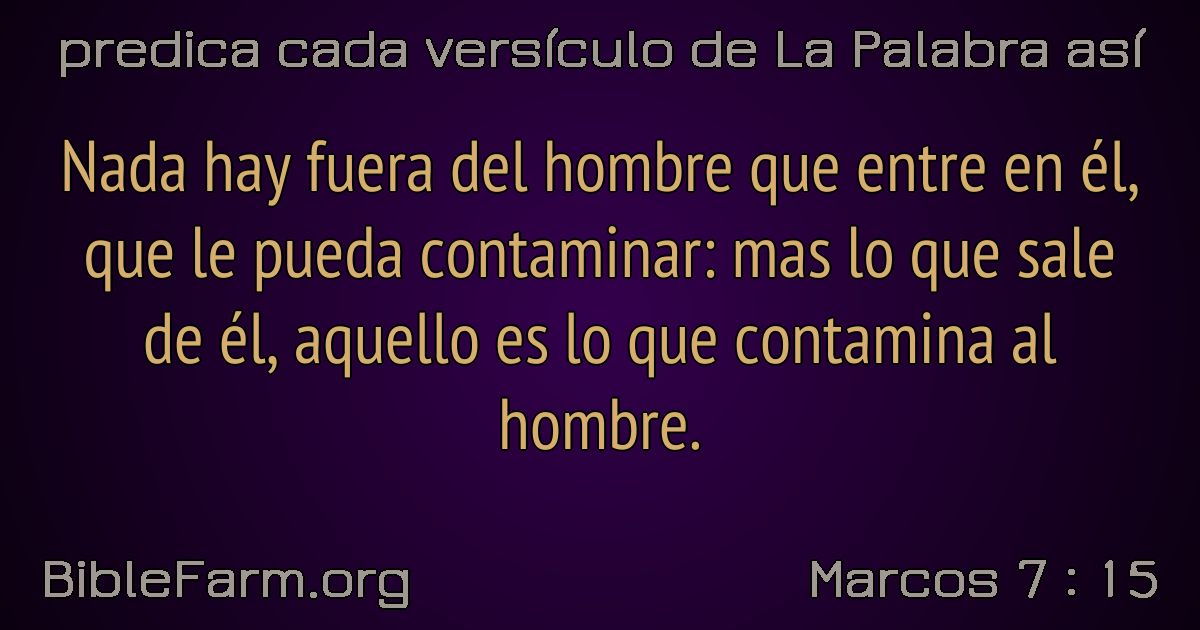 predica cada versículo de La Palabra así
Nada hay fuera del hombre que entre en él,
que le pueda contaminar: mas lo que sale
de él, aquello es lo que contamina al
hombre.
BibleFarm.org
Marcos 7 : 15